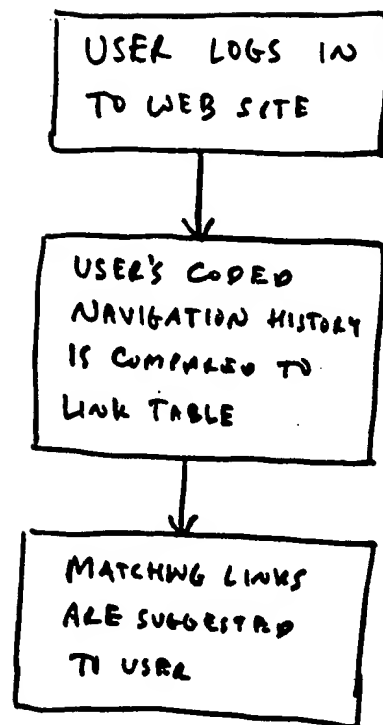 USER LOGS IN
TO WEB SITE
USER'S CODED
NAVIGATION HISTORY
IS COMPARED TO
LINK TABLE
MATCHING LINKS
ARE SUGGESTED
TO USER